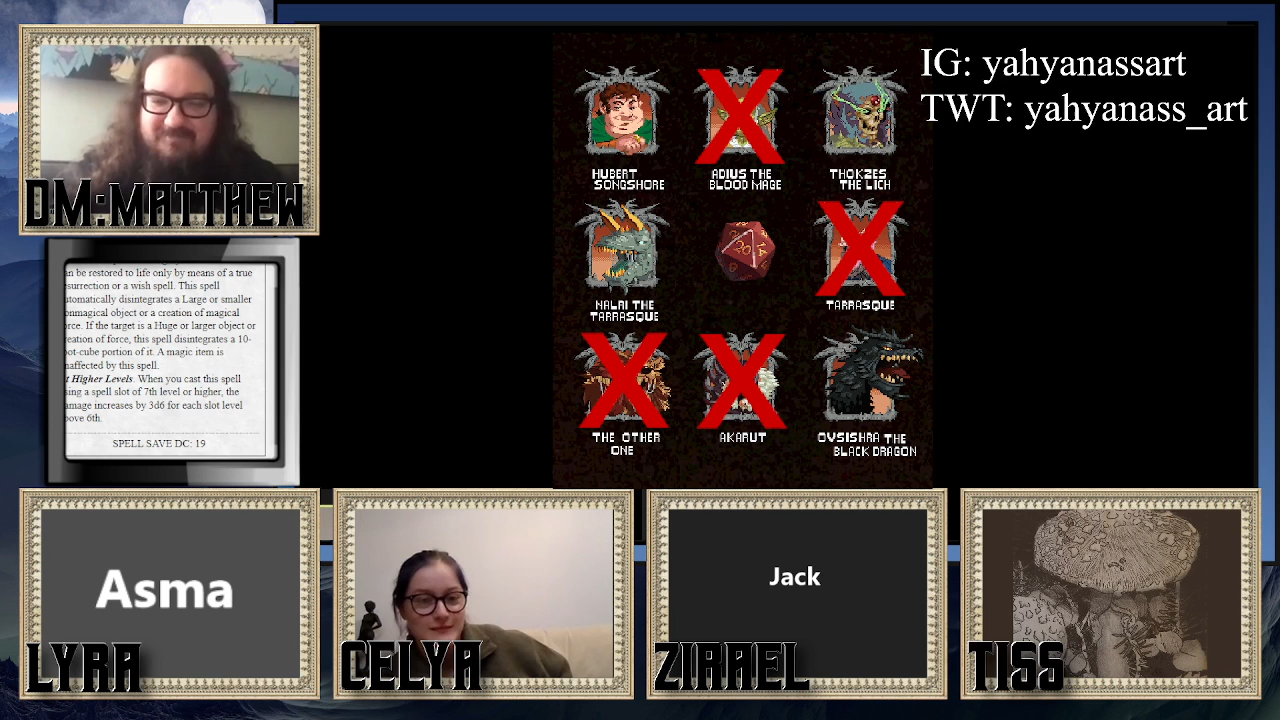 IG: yahyanassart
TWT: yahyanass_art
DM:MATTHEW
HUBERT
SONGSHORE
ADIUS THE
BLOOD MAGE
THOKZES
THE LICH
20
NALRI THE
TARRASQUE
TARRASQUE
THE OTHER
ONE
AKARUT
OVSISHRA THE
BLACK DRAGON
an be restored to life only by means of a true
surrection or a wish spell. This spell
utomatically disintegrates a Large or smaller
onmagical object or a creation of magical
orce. If the target is a Huge or larger object or
reation of force, this spell disintegrates a 10-
oot-cube portion of it. A magic item is
naffected by this spell.
t Higher Levels. When you cast this spell
sing a spell slot of 7th level or higher, the
amage increases by 3d6 for each slot level
bove 6th.
SPELL SAVE DC: 19
Asma
LYRA
CELYA
Jack
ZIRAEL
TISS